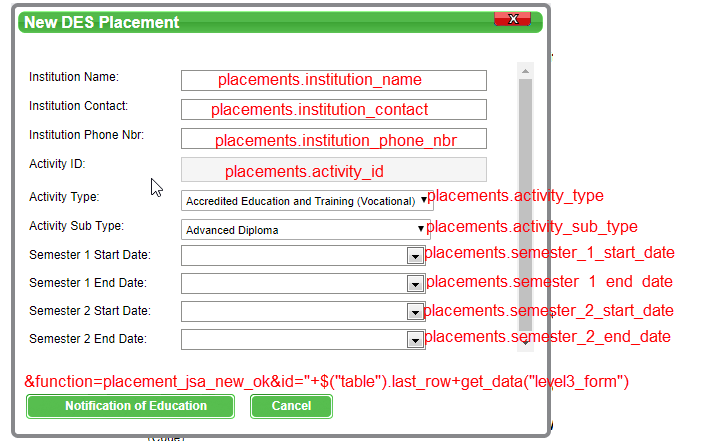 New DES Placement X
Institution Name: placements.institution_name
Institution Contact: placements.institution_contact
Institution Phone Nbr: placements.institution_phone_nbr
Activity ID: placements.activity_id
Activity Type: Accredited Education and Training (Vocational) placements.activity_type
Activity Sub Type: Advanced Diploma placements.activity_sub_type
Semester 1 Start Date: placements.semester_1_start_date
Semester 1 End Date: placements.semester_1_end_date
Semester 2 Start Date: placements.semester_2_start_date
Semester 2 End Date: placements.semester_2_end_date
&function=placement_jsa_new_ok&id="+$("table").last_row+get_data("level3_form")
Notification of Education Cancel